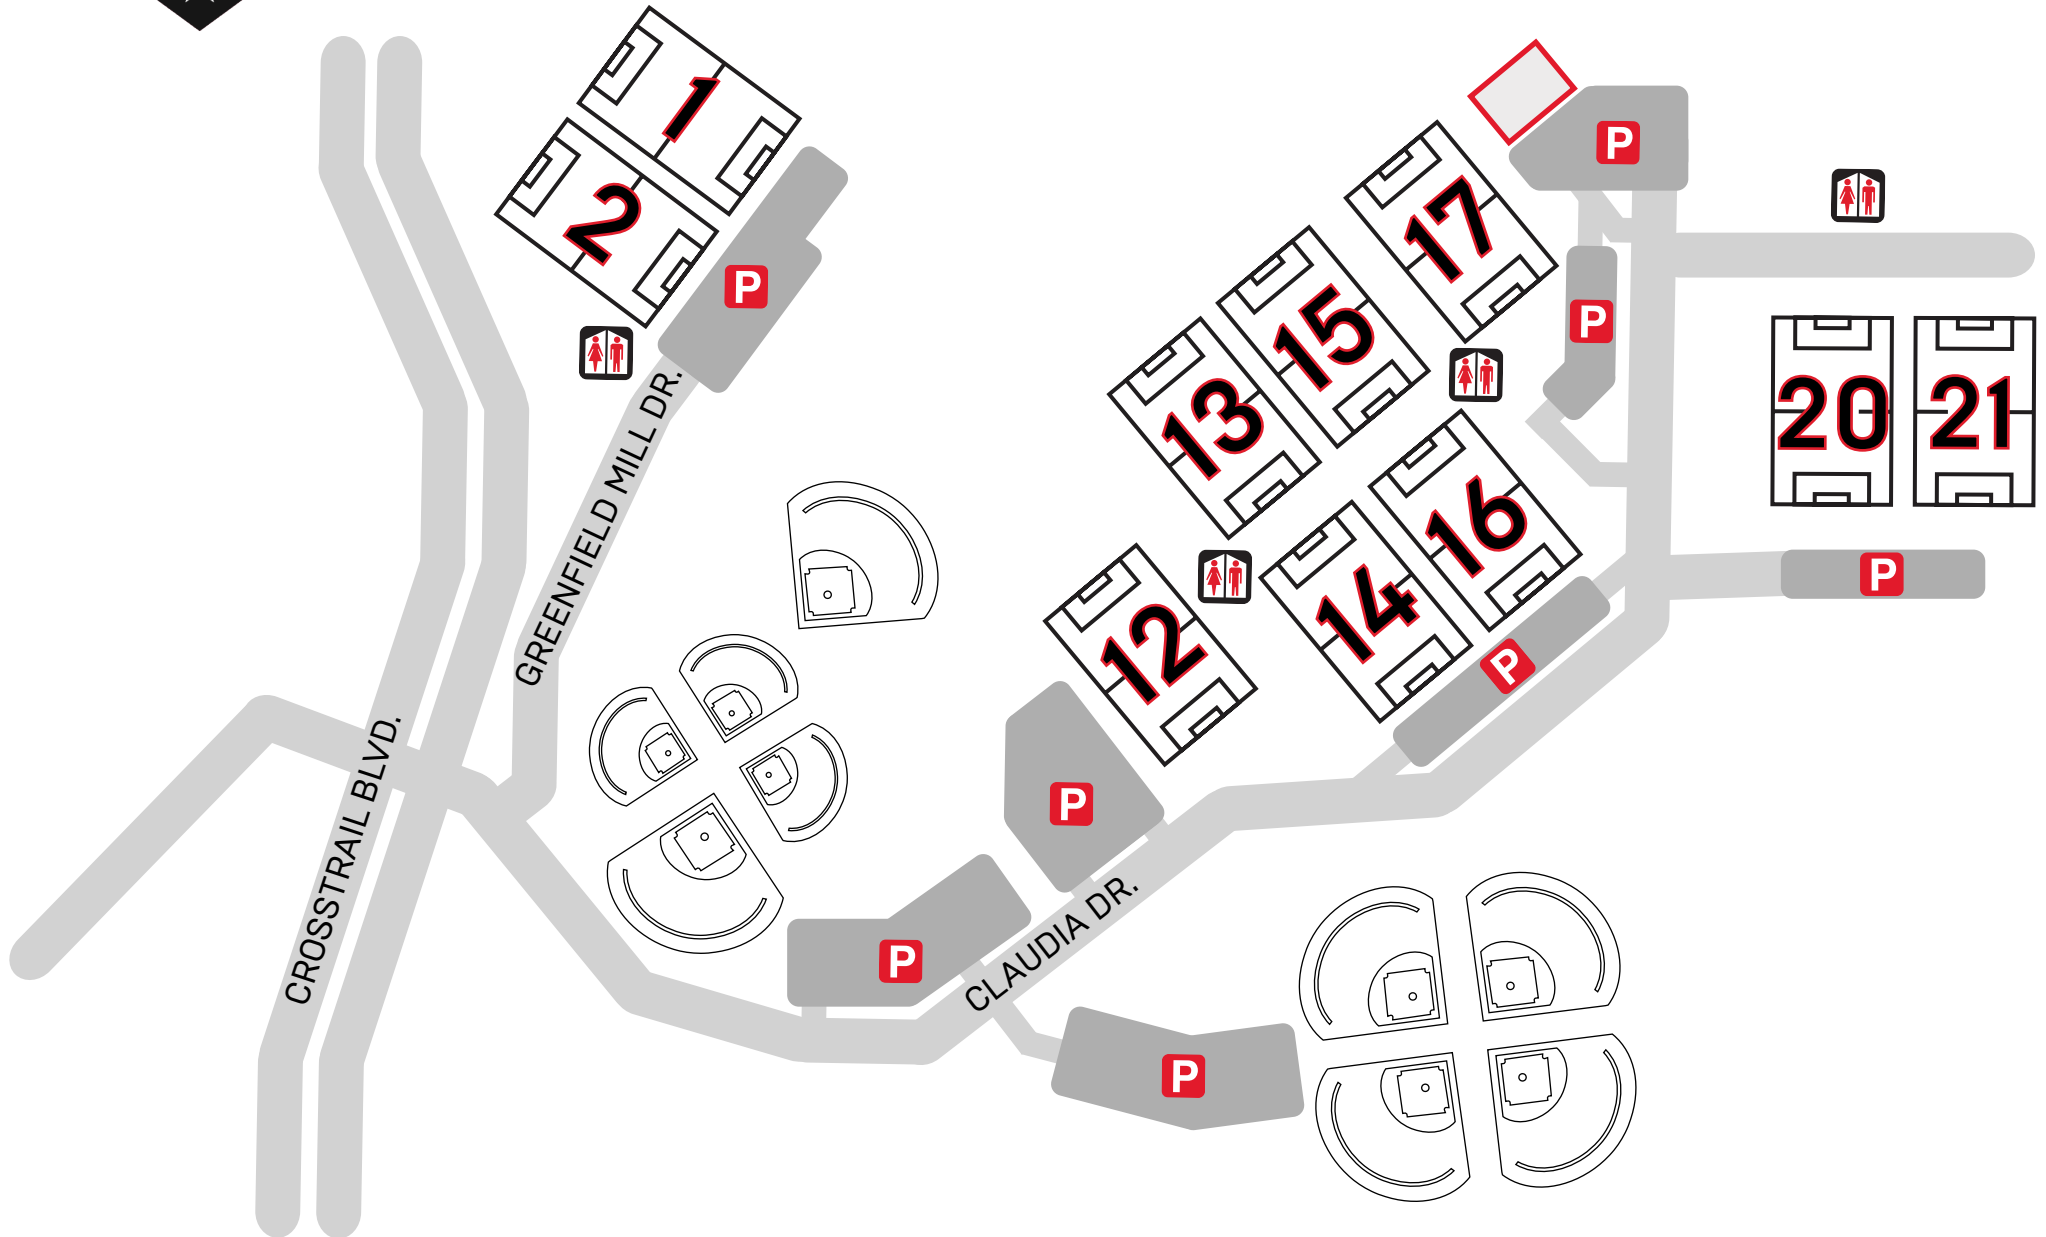 1
2
P
GREENFIELD MILL DR.
CROSSTRAIL BLVD.
17
P
15
P
13
16
20
21
14
12
P
P
P
P
CLAUDIA DR.
P